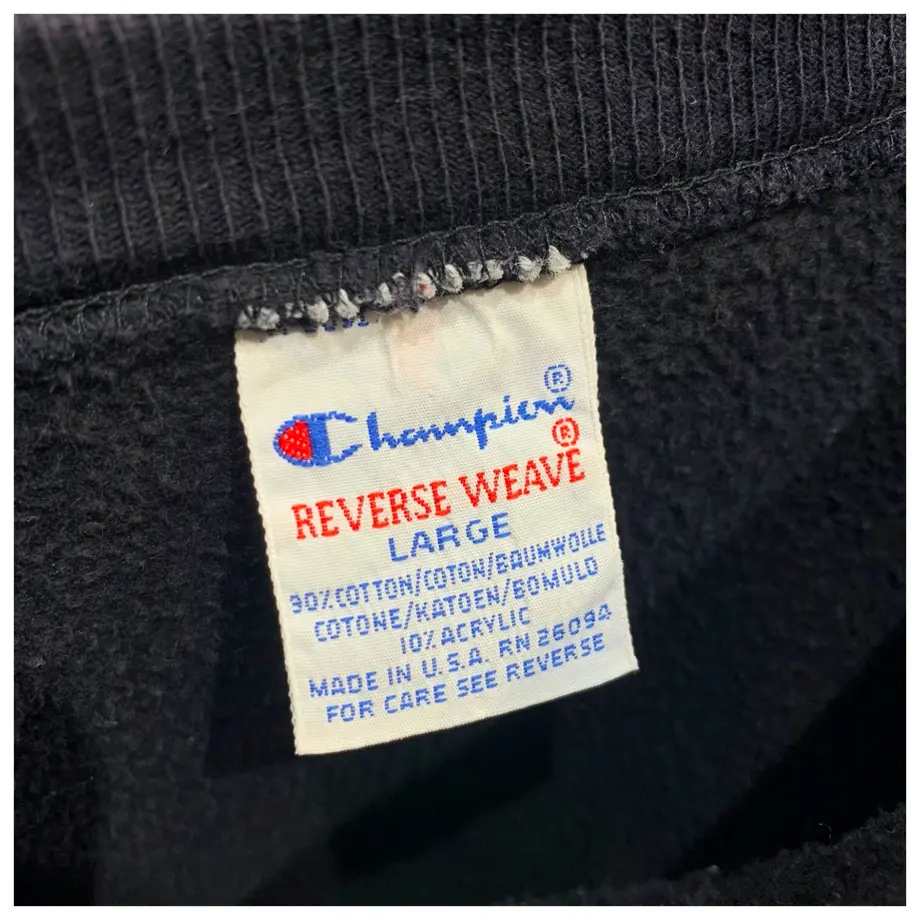 Champion®
REVERSE WEAVE®
LARGE
90%COTTON/COTON/BAUMWOLLE
COTONE/KATOEN/BOMULD
10% ACRYLIC
MADE IN U.S.A. RN 26094
FOR CARE SEE REVERSE